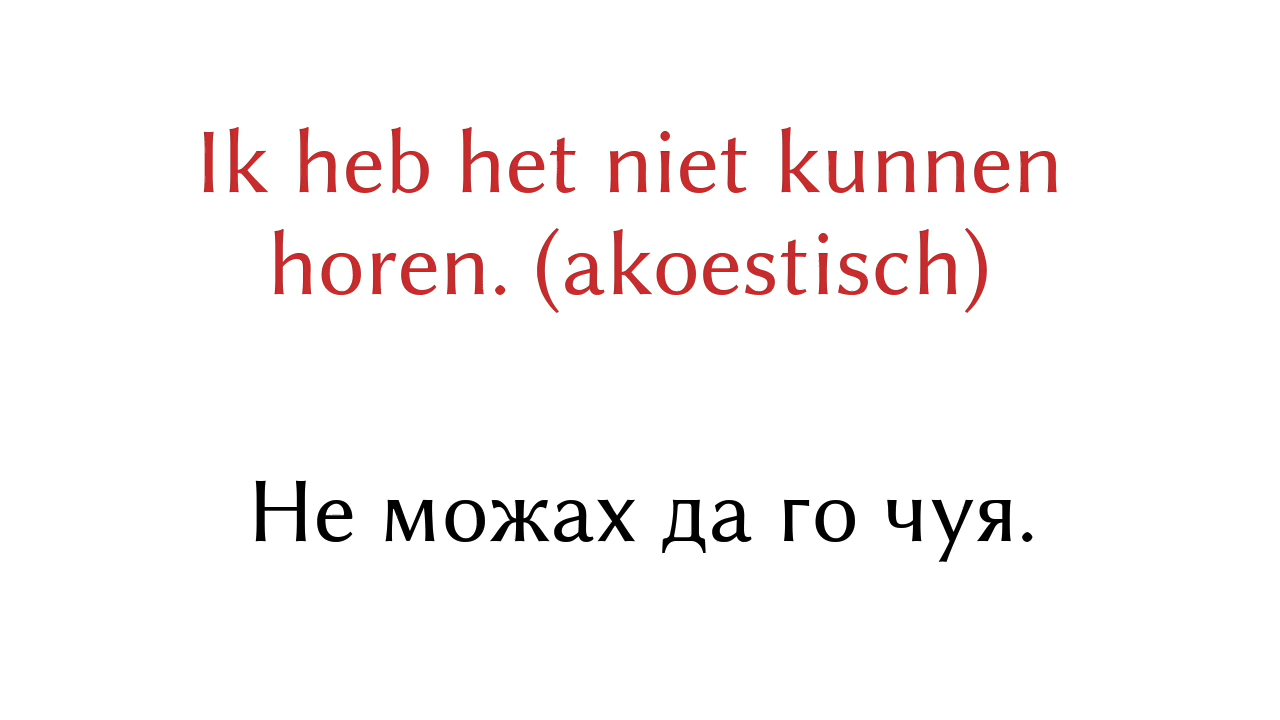 Ik heb het niet kunnen
horen. (akoestisch)
Не можах да го чуя.